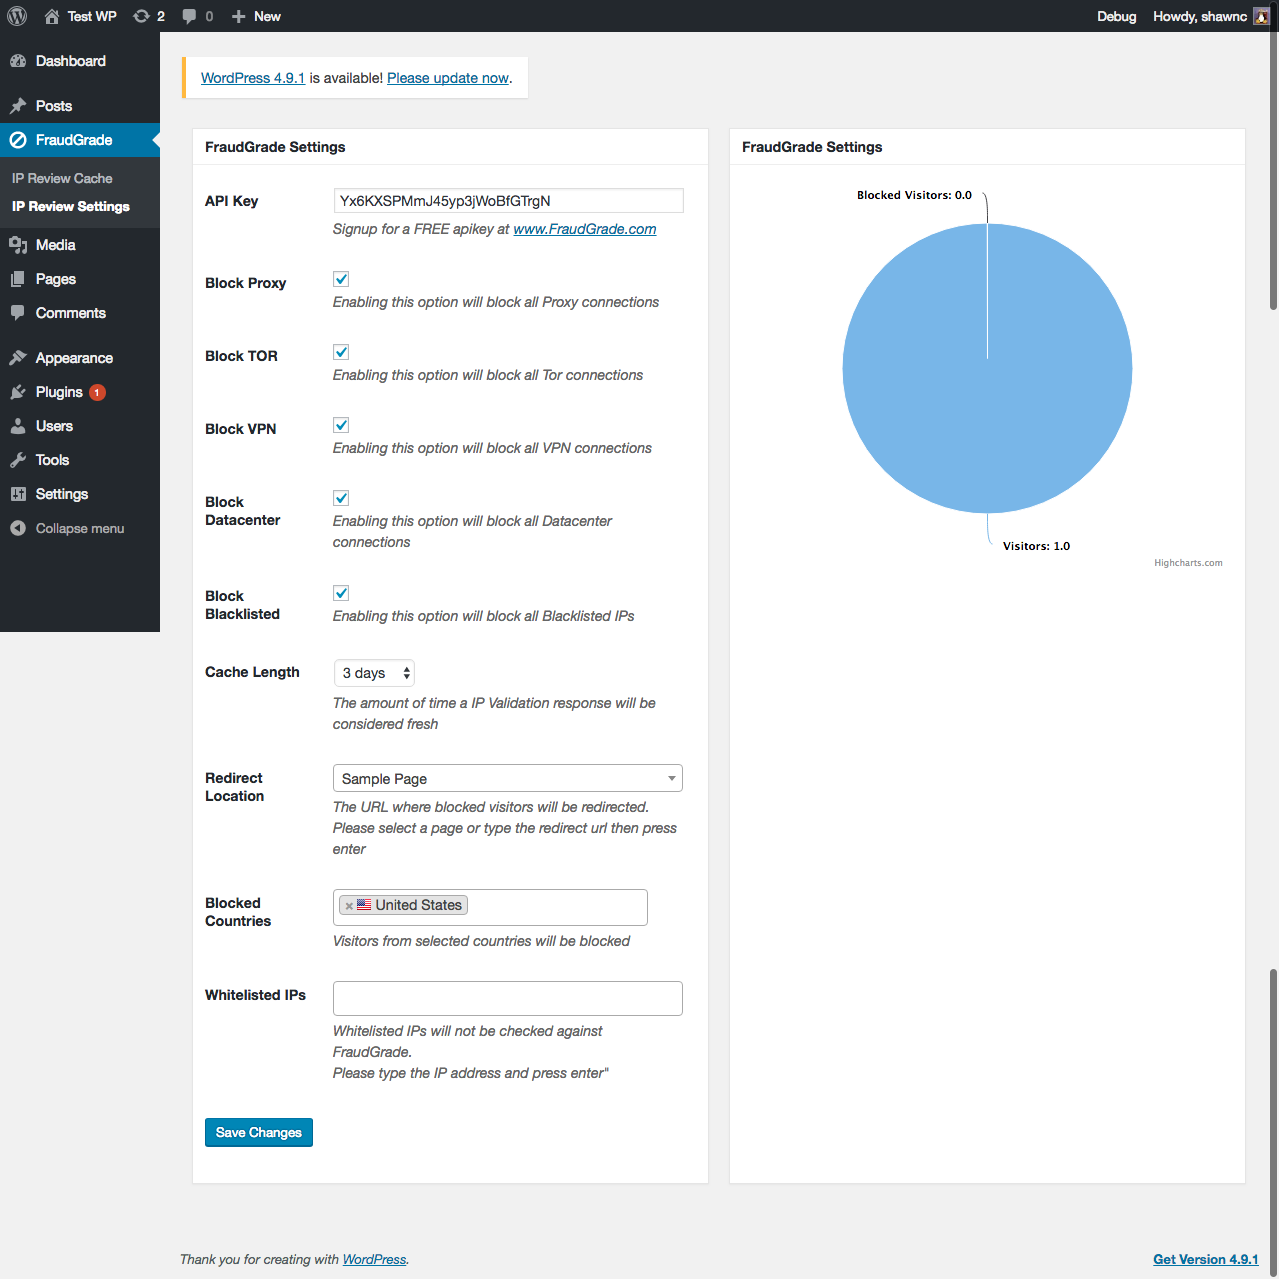 Test WP 2 0 New Debug Howdy, shawnc
Dashboard
Posts
FraudGrade
IP Review Cache
IP Review Settings
Media
Pages
Comments
Appearance
Plugins 1
Users
Tools
Settings
Collapse menu
WordPress 4.9.1 is available! Please update now.
FraudGrade Settings
API Key Yx6KXSPMmJ45yp3jWoBfGTrgN
Signup for a FREE apikey at www.FraudGrade.com
Block Proxy
Enabling this option will block all Proxy connections
Block TOR
Enabling this option will block all Tor connections
Block VPN
Enabling this option will block all VPN connections
Block
Datacenter
Enabling this option will block all Datacenter
connections
Block
Blacklisted
Enabling this option will block all Blacklisted IPs
Cache Length 3 days
The amount of time a IP Validation response will be
considered fresh
Redirect
Location
Sample Page
The URL where blocked visitors will be redirected.
Please select a page or type the redirect url then press
enter
Blocked
Countries
× United States
Visitors from selected countries will be blocked
Whitelisted IPs
Whitelisted IPs will not be checked against
FraudGrade.
Please type the IP address and press enter"
Save Changes
FraudGrade Settings
Blocked Visitors: 0.0
Visitors: 1.0
Highcharts.com
Thank you for creating with WordPress.
Get Version 4.9.1